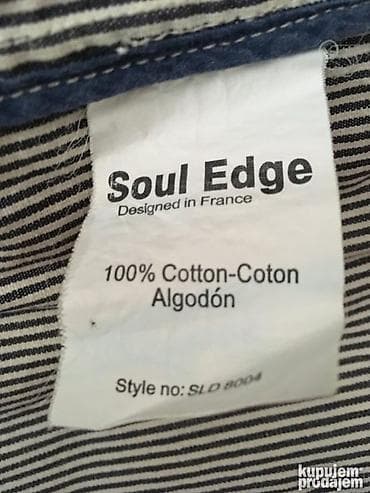 Soul Edge
Designed in France
100% Cotton-Coton
Algodón
Style no: SLD 8004
kupujem
prodajem